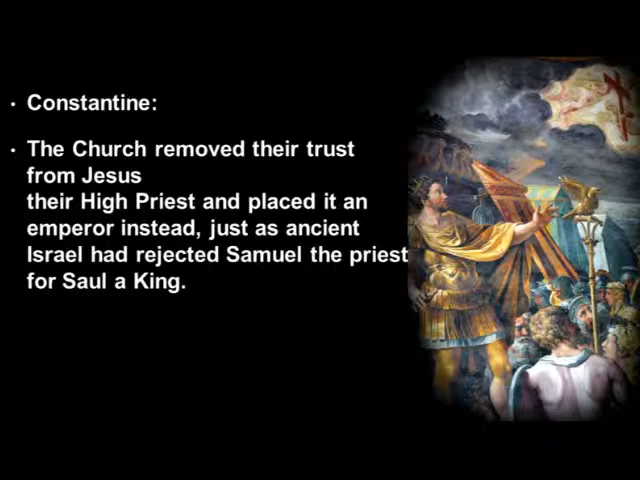 • Constantine:
• The Church removed their trust
from Jesus
their High Priest and placed it an
emperor instead, just as ancient
Israel had rejected Samuel the priest
for Saul a King.